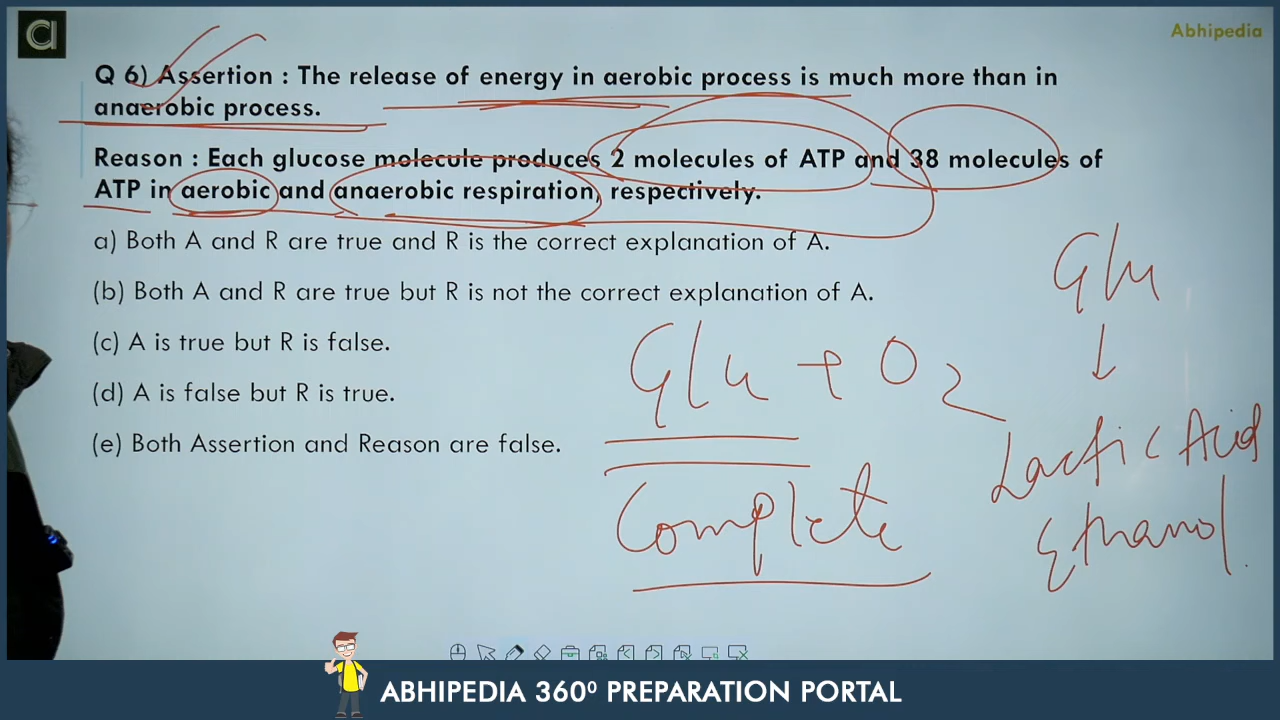 Abhipedia
Q 6) Assertion : The release of energy in aerobic process is much more than in
anaerobic process.
Reason : Each glucose molecule produces 2 molecules of ATP and 38 molecules of
ATP in aerobic and anaerobic respiration, respectively.
a) Both A and R are true and R is the correct explanation of A.
(b) Both A and R are true but R is not the correct explanation of A.
(c) A is true but R is false.
(d) A is false but R is true.
(e) Both Assertion and Reason are false.
Glu + O2
Complete
Glu
↓
Lactic Acid
Ethanol
ABHIPEDIA 360⁰ PREPARATION PORTAL